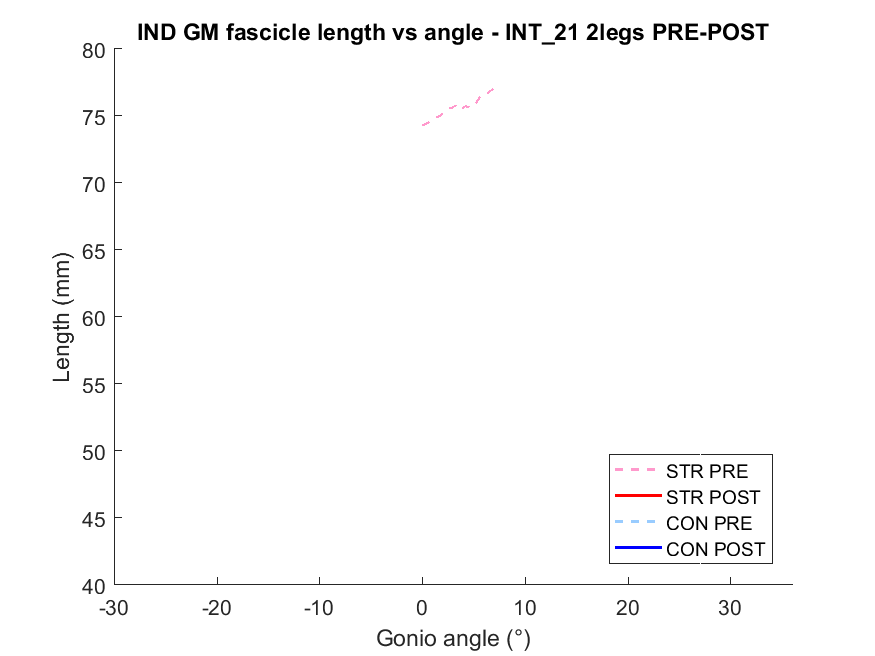 IND GM fascicle length vs angle - INT_21 2legs PRE-POST
80
75
70
65
60
55
50
45
40
Length (mm)
-30
-20
-10
0
10
20
30
Gonio angle (°)
STR PRE
STR POST
CON PRE
CON POST